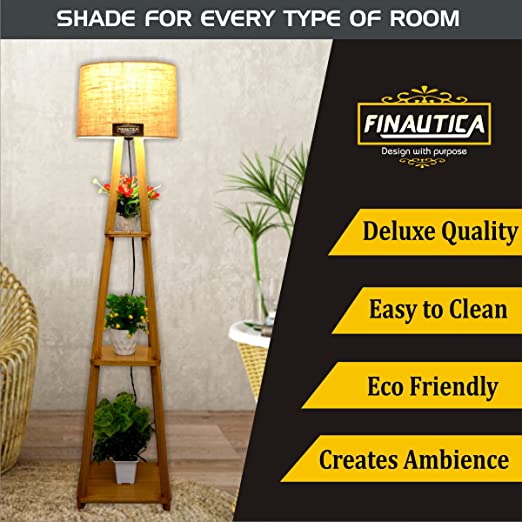 SHADE FOR EVERY TYPE OF ROOM
FINAUTICA
Design with purpose
Deluxe Quality
Easy to Clean
Eco Friendly
Creates Ambience